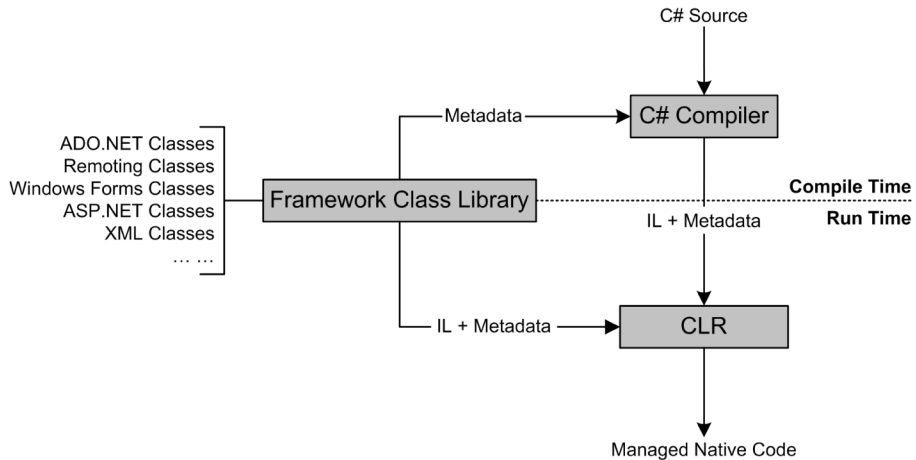 C# Source
Metadata
C# Compiler
ADO.NET Classes
Remoting Classes
Windows Forms Classes
ASP.NET Classes
XML Classes
... ...
Framework Class Library
Compile Time
Run Time
IL + Metadata
IL + Metadata
CLR
Managed Native Code